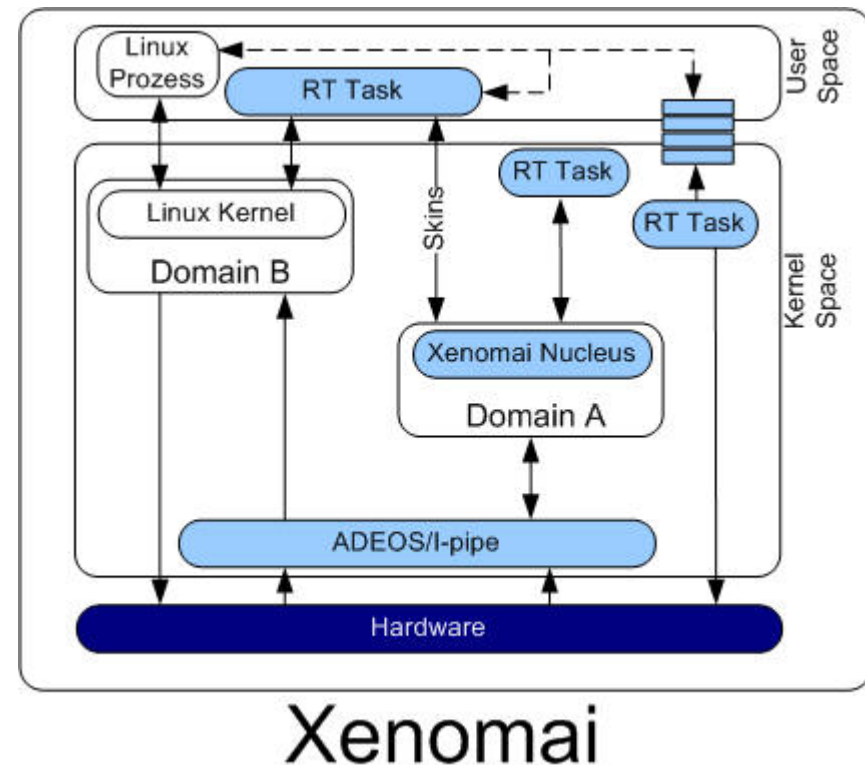 Linux
Prozess
RT Task
User
Space
RT Task
Linux Kernel
RT Task
Domain B
Skins
Kernel
Space
Xenomai Nucleus
Domain A
ADEOS/I-pipe
Hardware
Xenomai